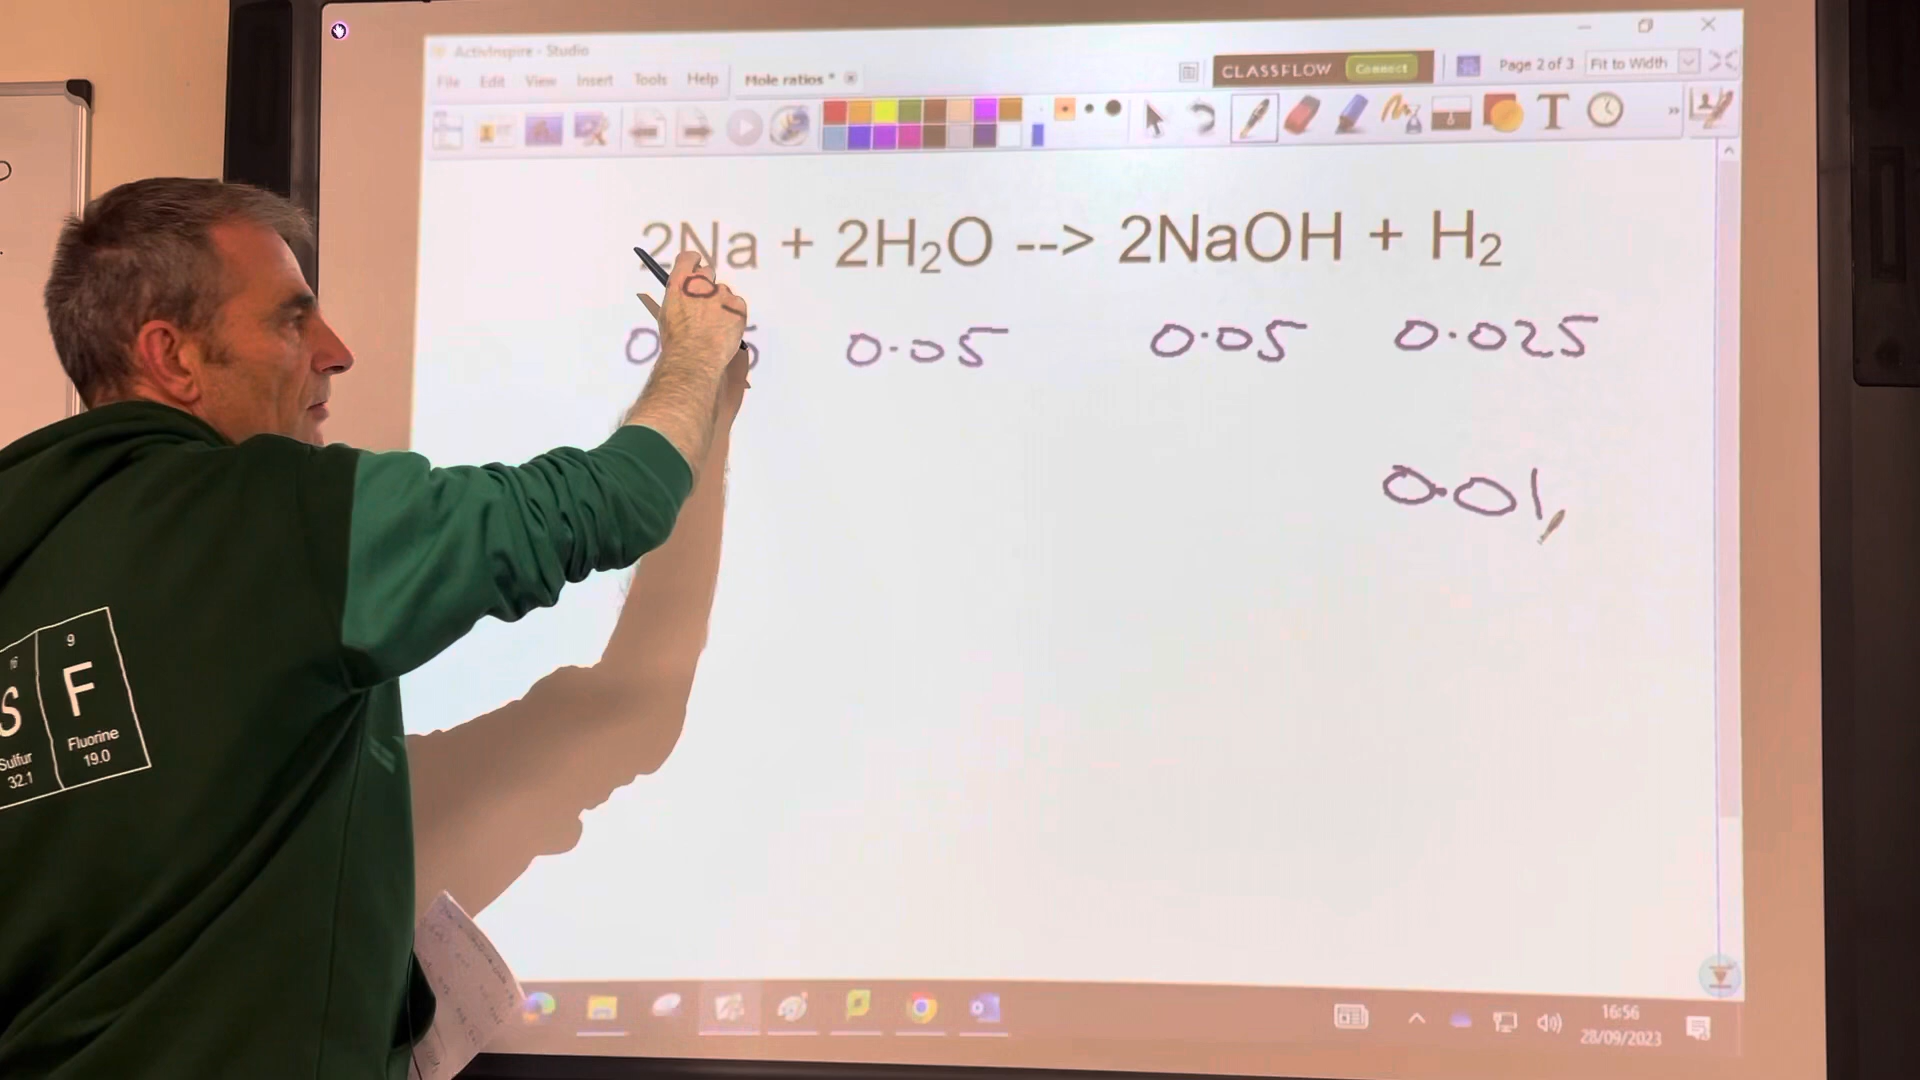 ActivInspire - Studio
File Edit View Insert Tools Help
Mole ratios *
CLASSFLOW Connect
Page 2 of 3
Fit to Width
T
2Na + 2H₂O --> 2NaOH + H₂
0.05 0.05 0.025
0.01
16
S
Sulfur
32.1
9
F
Fluorine
19.0
16:56
28/09/2023